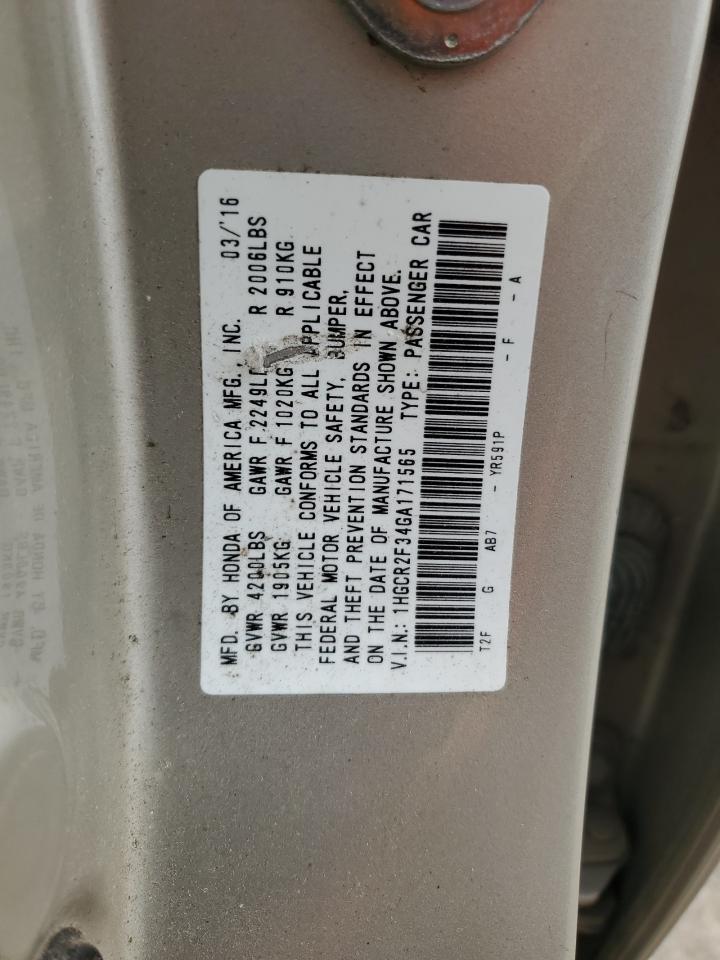 MFD. BY HONDA OF AMERICA MFG., INC. 03/'16
GVWR 4200LBS GAWR F 2249LBS R 2006LBS
GVWR 1905KG GAWR F 1020KG R 910KG
THIS VEHICLE CONFORMS TO ALL APPLICABLE
FEDERAL MOTOR VEHICLE SAFETY, BUMPER,
AND THEFT PREVENTION STANDARDS IN EFFECT
ON THE DATE OF MANUFACTURE SHOWN ABOVE.
V.I.N.: 1HGCR2F34GA171565 TYPE: PASSENGER CAR
T2F G AB7 - YR591P - F - A